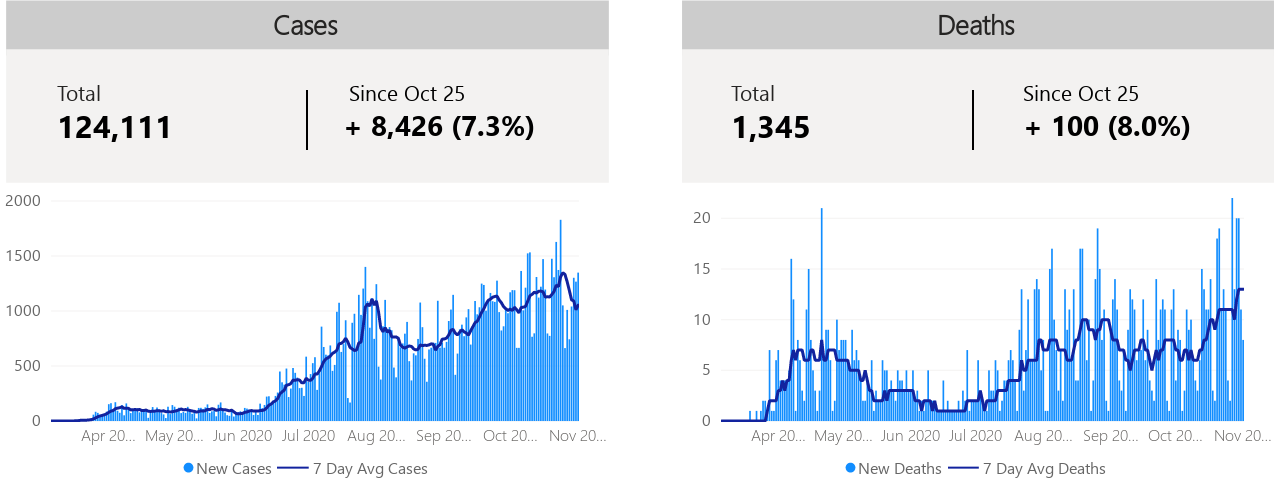 Cases
Total
124,111
Since Oct 25
+ 8,426 (7.3%)
2000
1500
1000
500
0
Apr 20... May 20... Jun 2020 Jul 2020 Aug 20... Sep 20... Oct 20... Nov 20...
New Cases 7 Day Avg Cases
Deaths
Total
1,345
Since Oct 25
+ 100 (8.0%)
20
15
10
5
0
Apr 20... May 20... Jun 2020 Jul 2020 Aug 20... Sep 20... Oct 20... Nov 20...
New Deaths 7 Day Avg Deaths